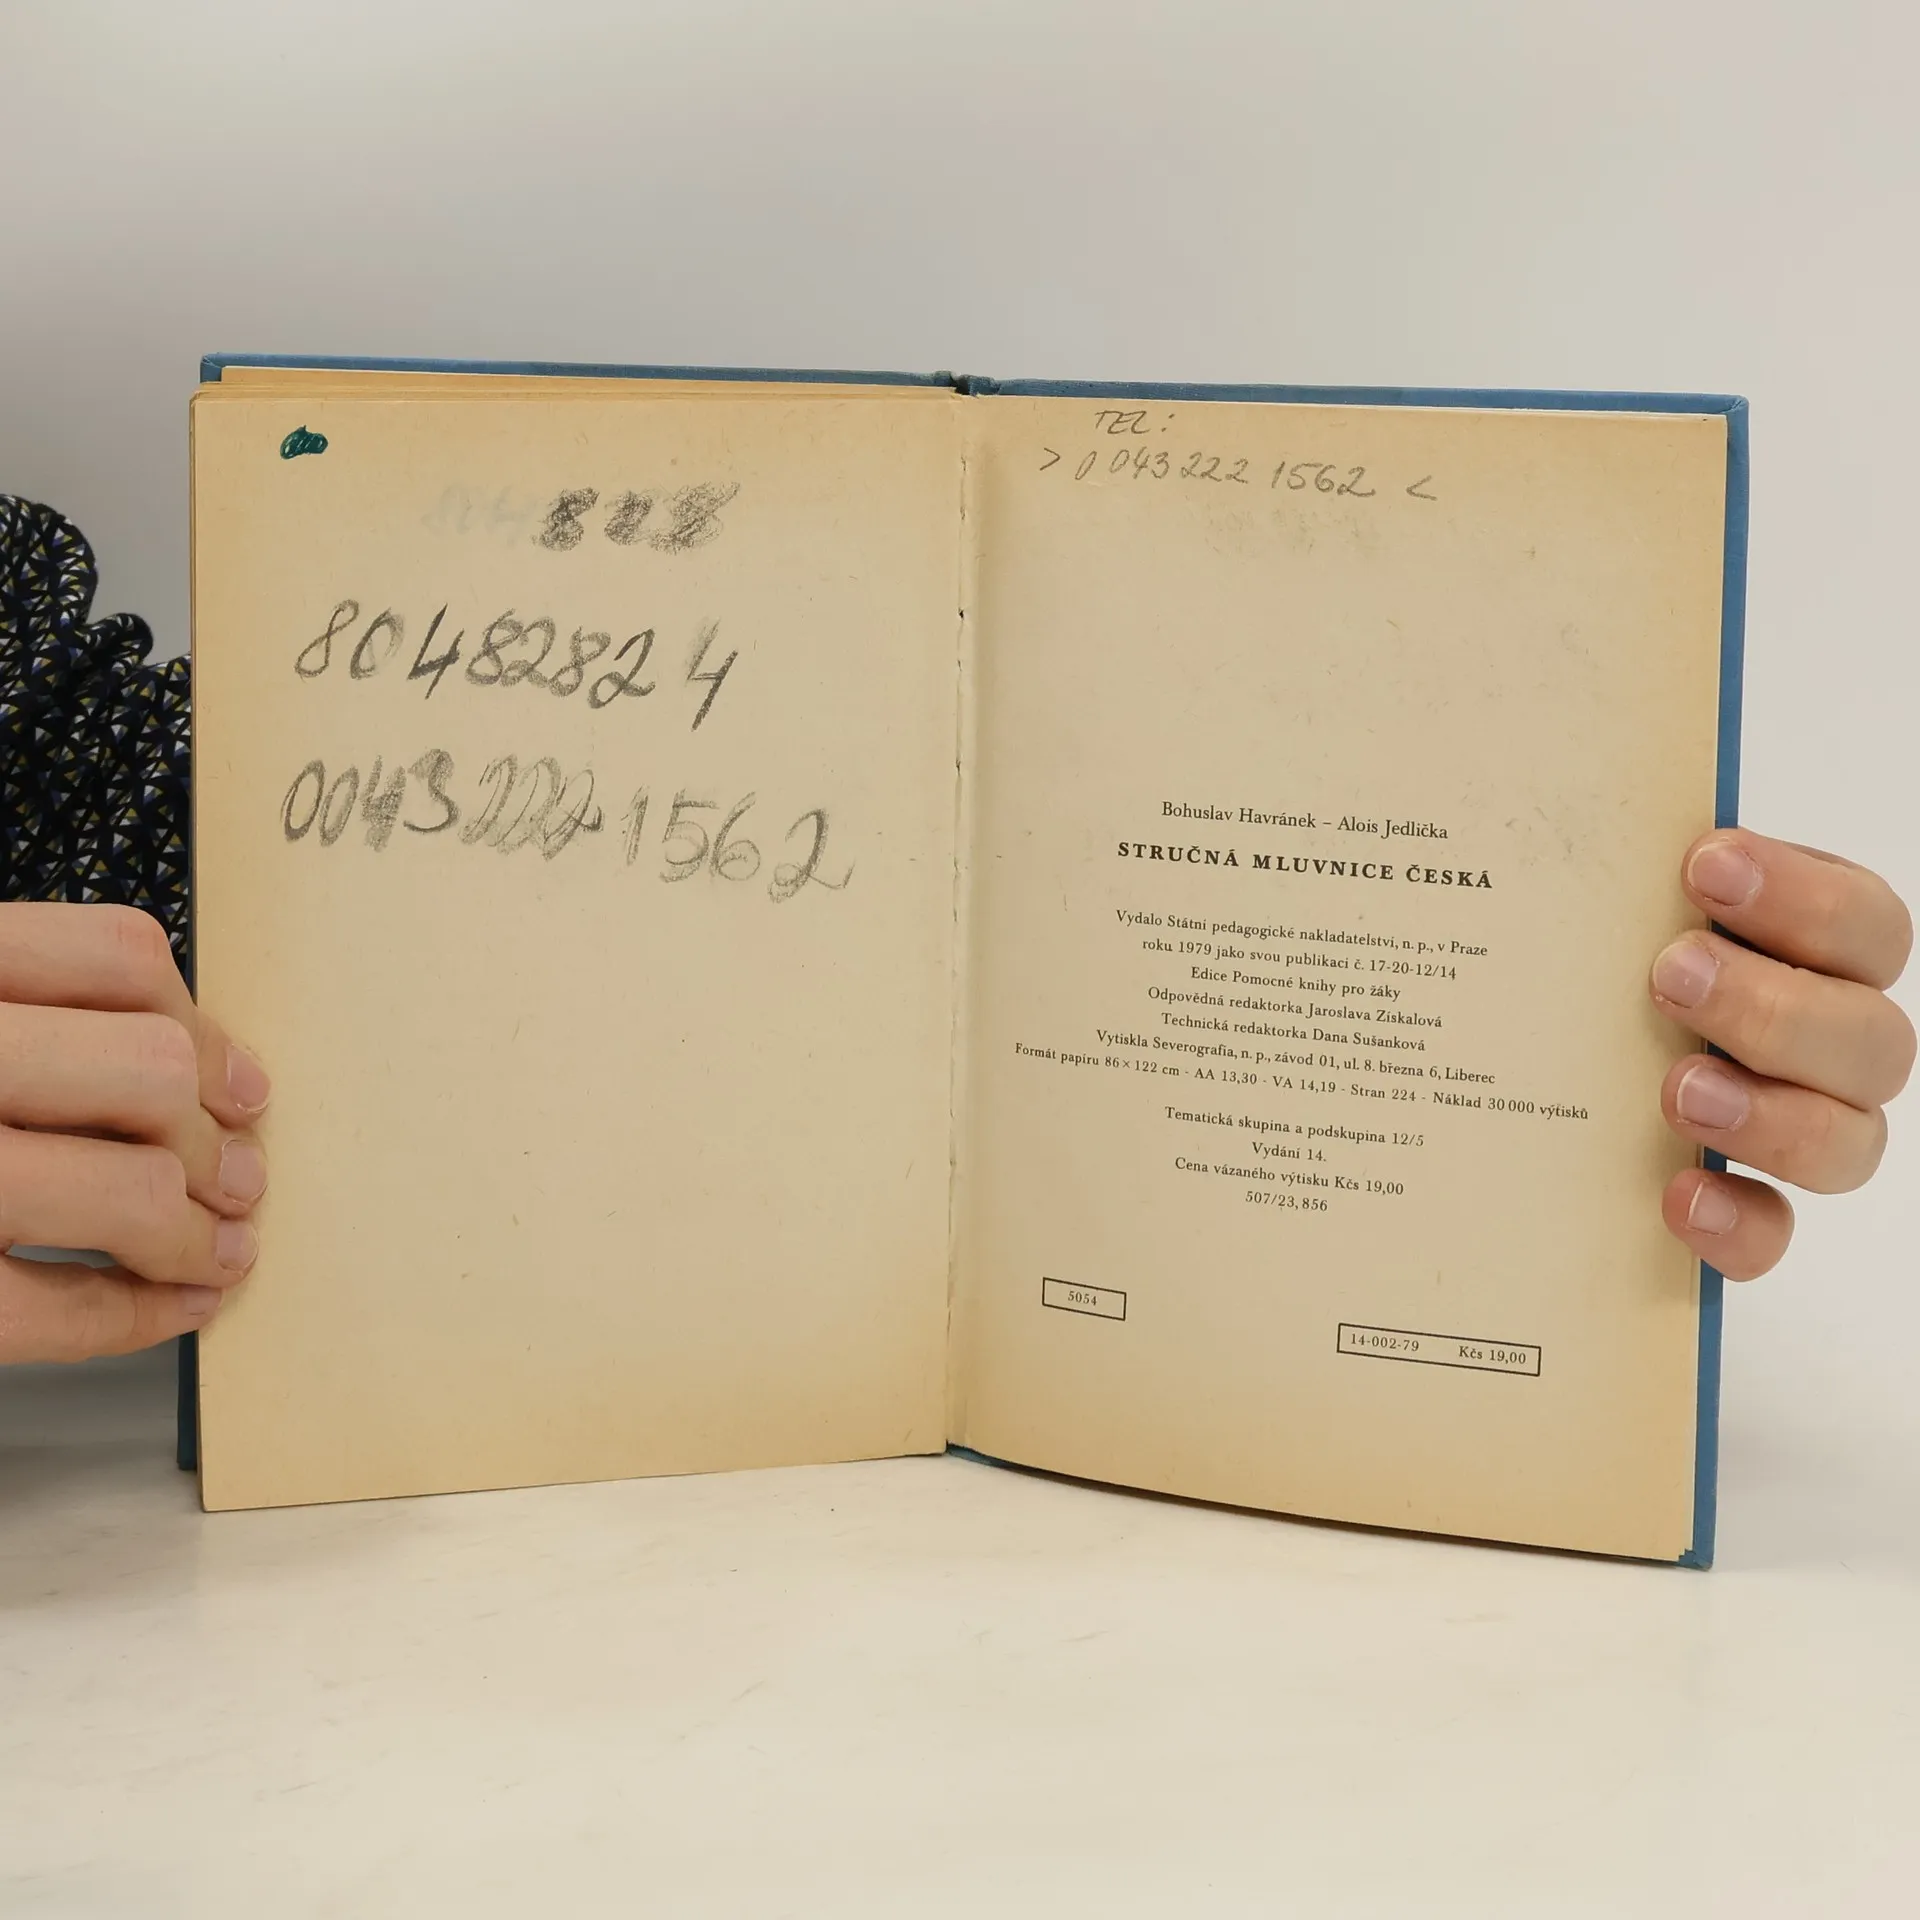 80482824
0043 222 1562
TEL:
> 0043 222 1562 <
Bohuslav Havránek – Alois Jedlička
STRUČNÁ MLUVNICE ČESKÁ
Vydalo Státní pedagogické nakladatelství, n. p., v Praze
roku 1979 jako svou publikaci č. 17-20-12/14
Edice Pomocné knihy pro žáky
Odpovědná redaktorka Jaroslava Získalová
Technická redaktorka Dana Sušanková
Vytiskla Severografia, n. p., závod 01, ul. 8. března 6, Liberec
Formát papíru 86 × 122 cm - AA 13,30 - VA 14,19 - Stran 224 - Náklad 30 000 výtisků
Tematická skupina a podskupina 12/5
Vydání 14.
Cena vázaného výtisku Kčs 19,00
507/23, 856
5054
14-002-79 Kčs 19,00